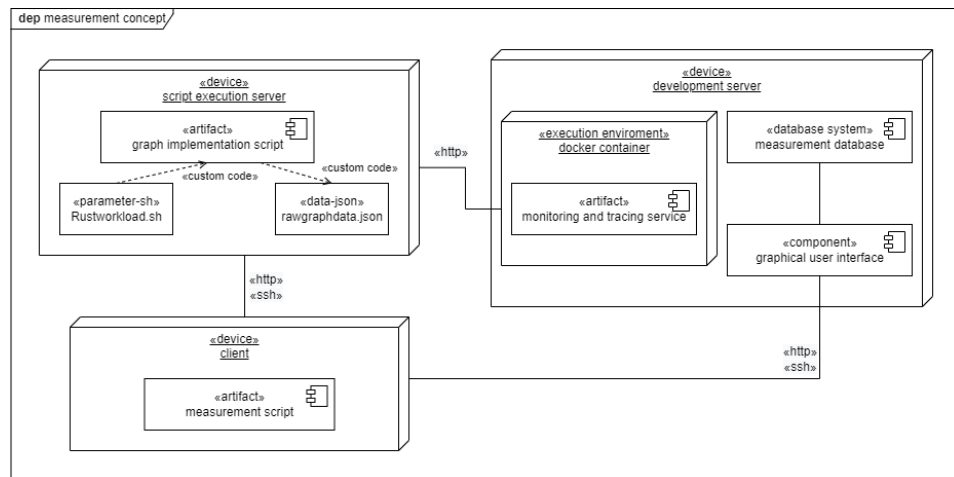 dep measurement concept
«device»
script execution server
«artifact»
graph implementation script
«custom code»
«custom code»
«parameter-sh»
Rustworkload.sh
«data-json»
rawgraphdata.json
«http»
«device»
development server
«execution enviroment»
docker container
«artifact»
monitoring and tracing service
«database system»
measurement database
«component»
graphical user interface
«http»
«ssh»
«device»
client
«artifact»
measurement script
«http»
«ssh»